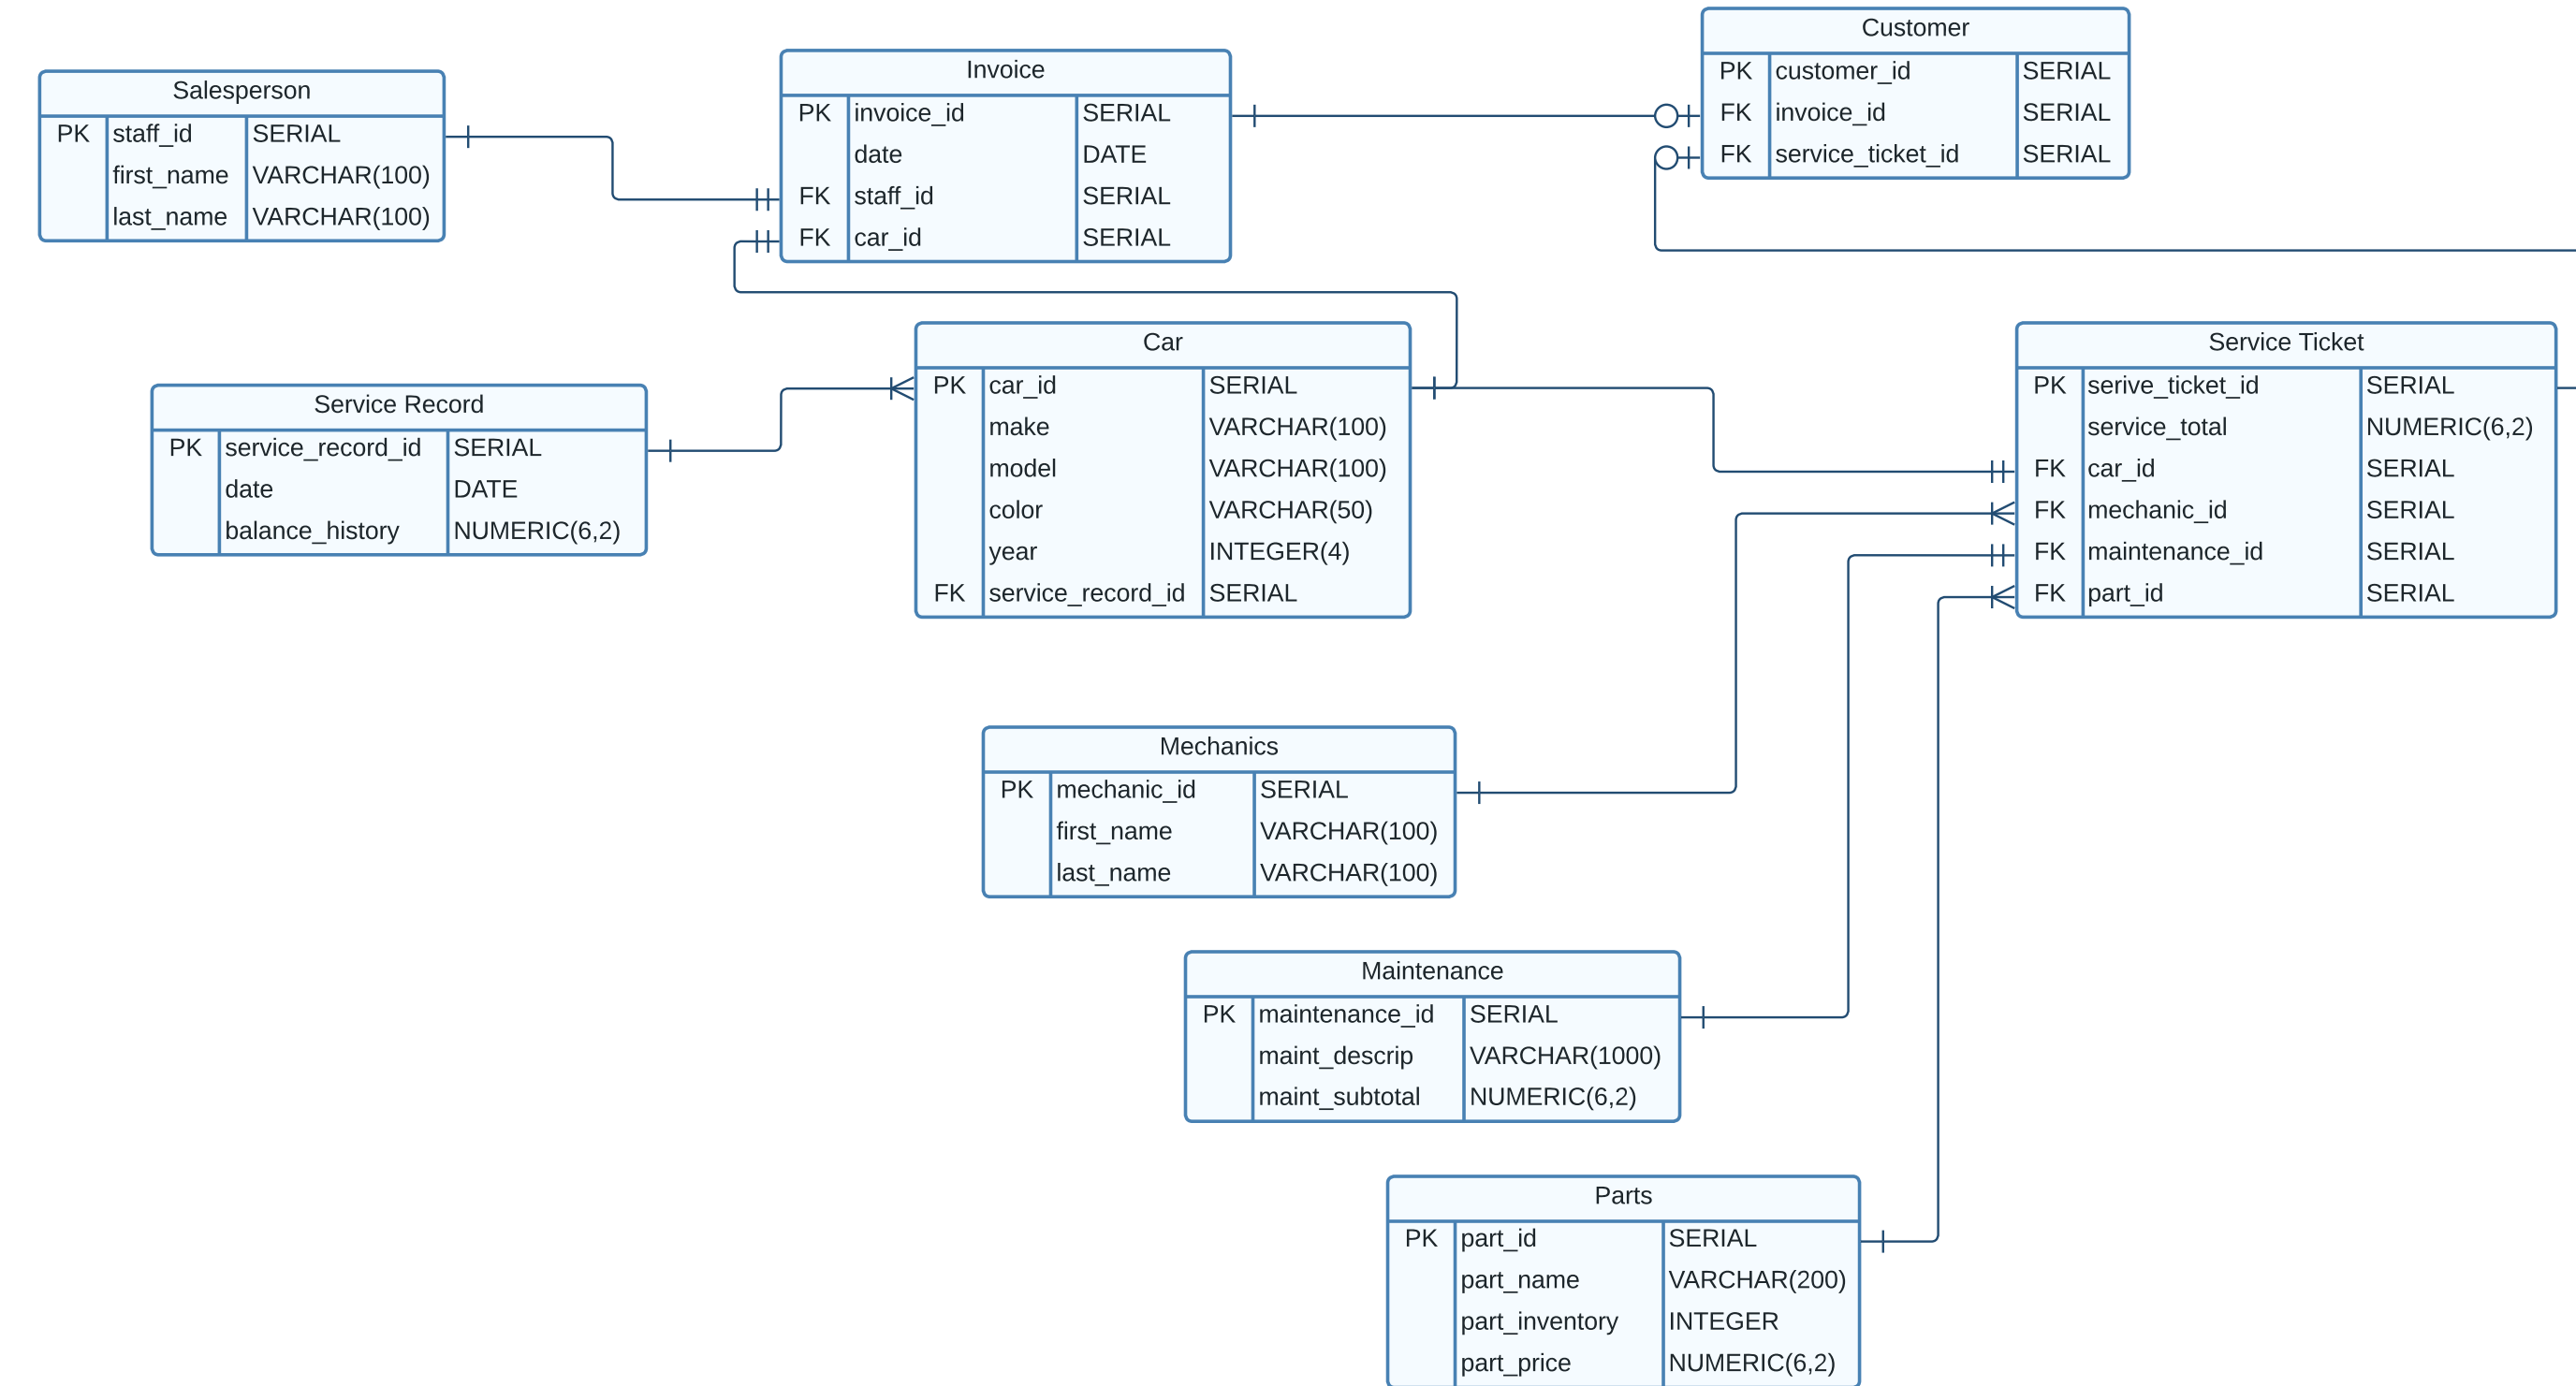 Salesperson
PK staff_id SERIAL
first_name VARCHAR(100)
last_name VARCHAR(100)
Invoice
PK invoice_id SERIAL
date DATE
FK staff_id SERIAL
FK car_id SERIAL
Customer
PK customer_id SERIAL
FK invoice_id SERIAL
FK service_ticket_id SERIAL
Service Record
PK service_record_id SERIAL
date DATE
balance_history NUMERIC(6,2)
Car
PK car_id SERIAL
make VARCHAR(100)
model VARCHAR(100)
color VARCHAR(50)
year INTEGER(4)
FK service_record_id SERIAL
Service Ticket
PK serive_ticket_id SERIAL
service_total NUMERIC(6,2)
FK car_id SERIAL
FK mechanic_id SERIAL
FK maintenance_id SERIAL
FK part_id SERIAL
Mechanics
PK mechanic_id SERIAL
first_name VARCHAR(100)
last_name VARCHAR(100)
Maintenance
PK maintenance_id SERIAL
maint_descrip VARCHAR(1000)
maint_subtotal NUMERIC(6,2)
Parts
PK part_id SERIAL
part_name VARCHAR(200)
part_inventory INTEGER
part_price NUMERIC(6,2)